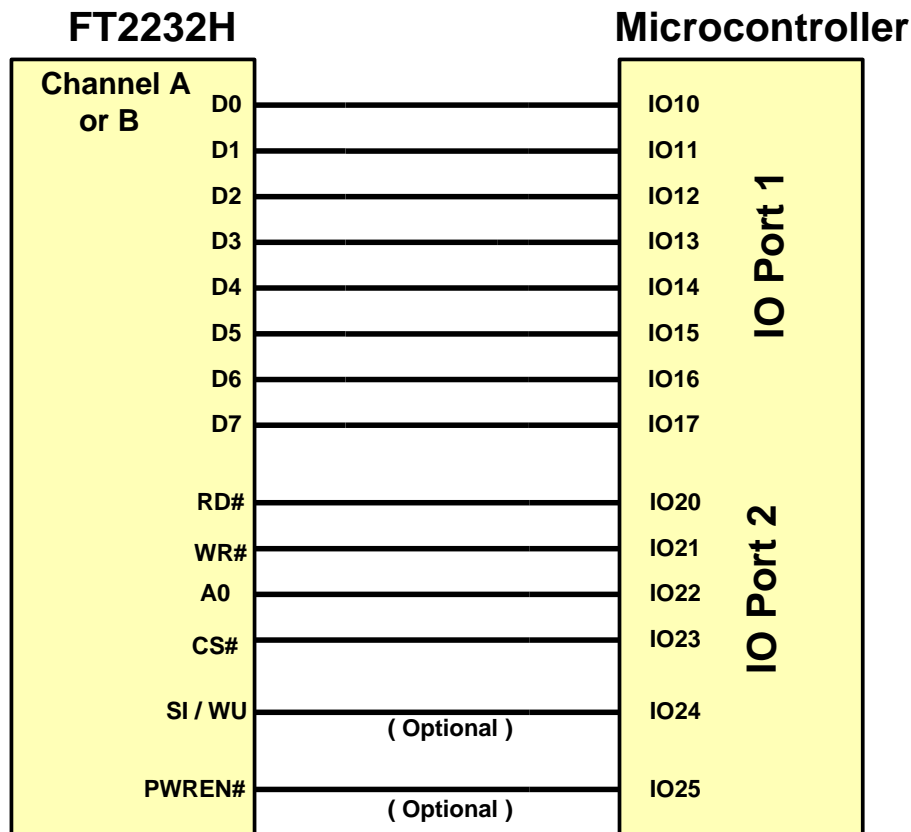 FT2232H
Microcontroller
Channel A
or B
D0
IO10
D1
IO11
D2
IO12
D3
IO13
D4
IO14
D5
IO15
D6
IO16
D7
IO17
IO Port 1
RD#
IO20
WR#
IO21
A0
IO22
CS#
IO23
IO Port 2
SI / WU
( Optional )
IO24
PWREN#
( Optional )
IO25